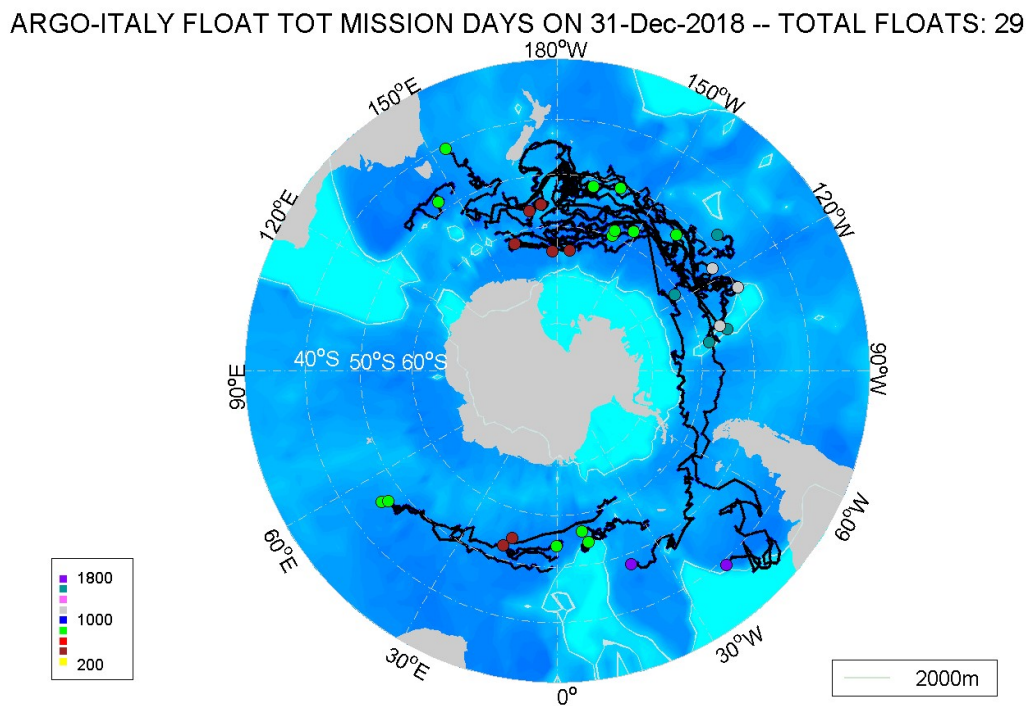 ARGO-ITALY FLOAT TOT MISSION DAYS ON 31-Dec-2018 -- TOTAL FLOATS: 29
180°W
150°E
150°W
120°E
120°W
40°S 50°S 60°S
90°E
90°W
60°E
60°W
30°E
30°W
0°
1800
1000
200
2000m